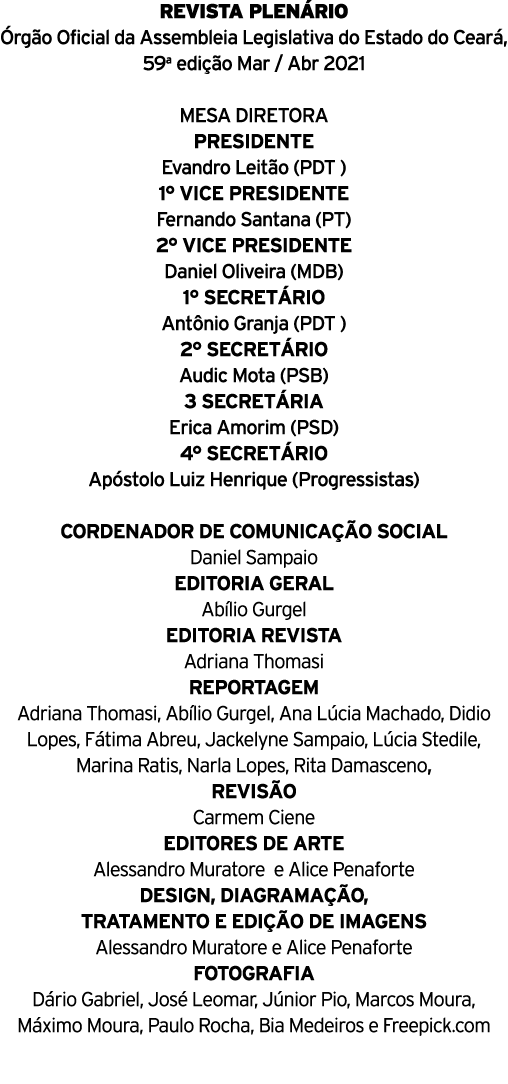 REVISTA PLENÁRIO
Órgão Oficial da Assembleia Legislativa do Estado do Ceará,
59ª edição Mar / Abr 2021
MESA DIRETORA
PRESIDENTE
Evandro Leitão (PDT )
1º VICE PRESIDENTE
Fernando Santana (PT)
2º VICE PRESIDENTE
Daniel Oliveira (MDB)
1º SECRETÁRIO
Antônio Granja (PDT )
2º SECRETÁRIO
Audic Mota (PSB)
3 SECRETÁRIA
Erica Amorim (PSD)
4º SECRETÁRIO
Apóstolo Luiz Henrique (Progressistas)
CORDENADOR DE COMUNICAÇÃO SOCIAL
Daniel Sampaio
EDITORIA GERAL
Abílio Gurgel
EDITORIA REVISTA
Adriana Thomasi
REPORTAGEM
Adriana Thomasi, Abílio Gurgel, Ana Lúcia Machado, Didio
Lopes, Fátima Abreu, Jackelyne Sampaio, Lúcia Stedile,
Marina Ratis, Narla Lopes, Rita Damasceno,
REVISÃO
Carmem Ciene
EDITORES DE ARTE
Alessandro Muratore  e Alice Penaforte
DESIGN, DIAGRAMAÇÃO,
TRATAMENTO E EDIÇÃO DE IMAGENS
Alessandro Muratore e Alice Penaforte
FOTOGRAFIA
Dário Gabriel, José Leomar, Júnior Pio, Marcos Moura,
Máximo Moura, Paulo Rocha, Bia Medeiros e Freepick.com